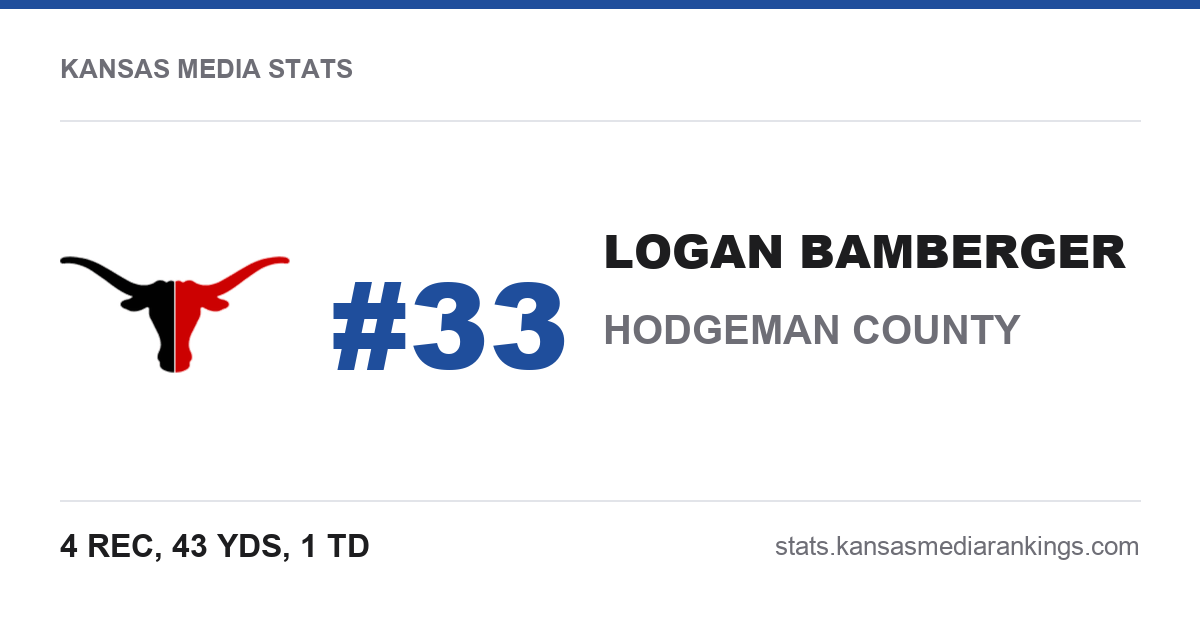 KANSAS MEDIA STATS
#33
LOGAN BAMBERGER
HODGEMAN COUNTY
4 REC, 43 YDS, 1 TD
stats.kansasmediarankings.com